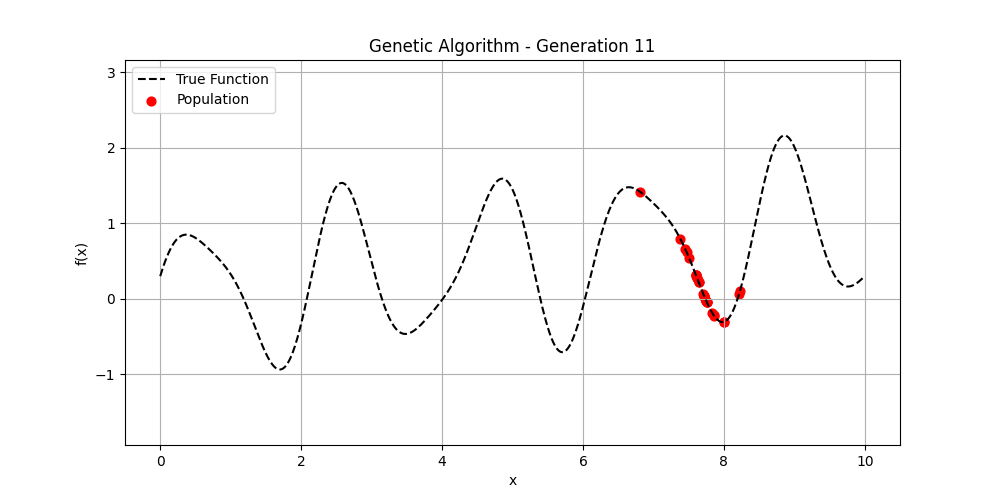 Genetic Algorithm - Generation 11
True Function
Population
3
2
1
0
−1
f(x)
0 2 4 6 8 10
x